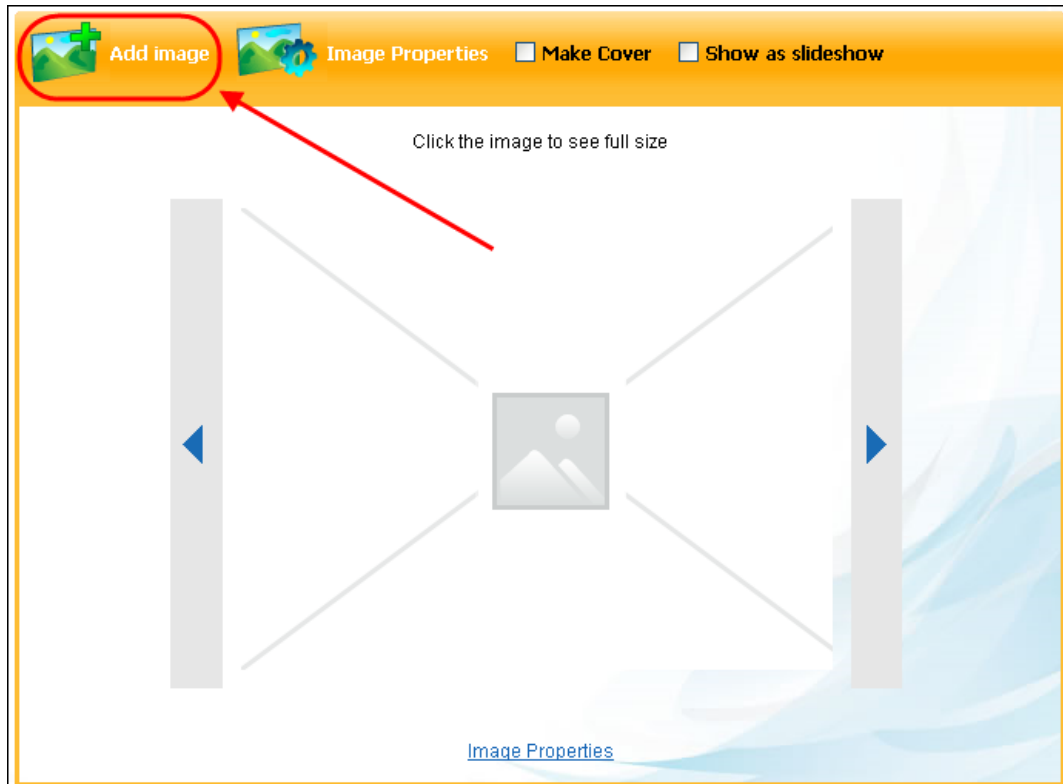 Add image Image Properties Make Cover Show as slideshow
Click the image to see full size
Image Properties